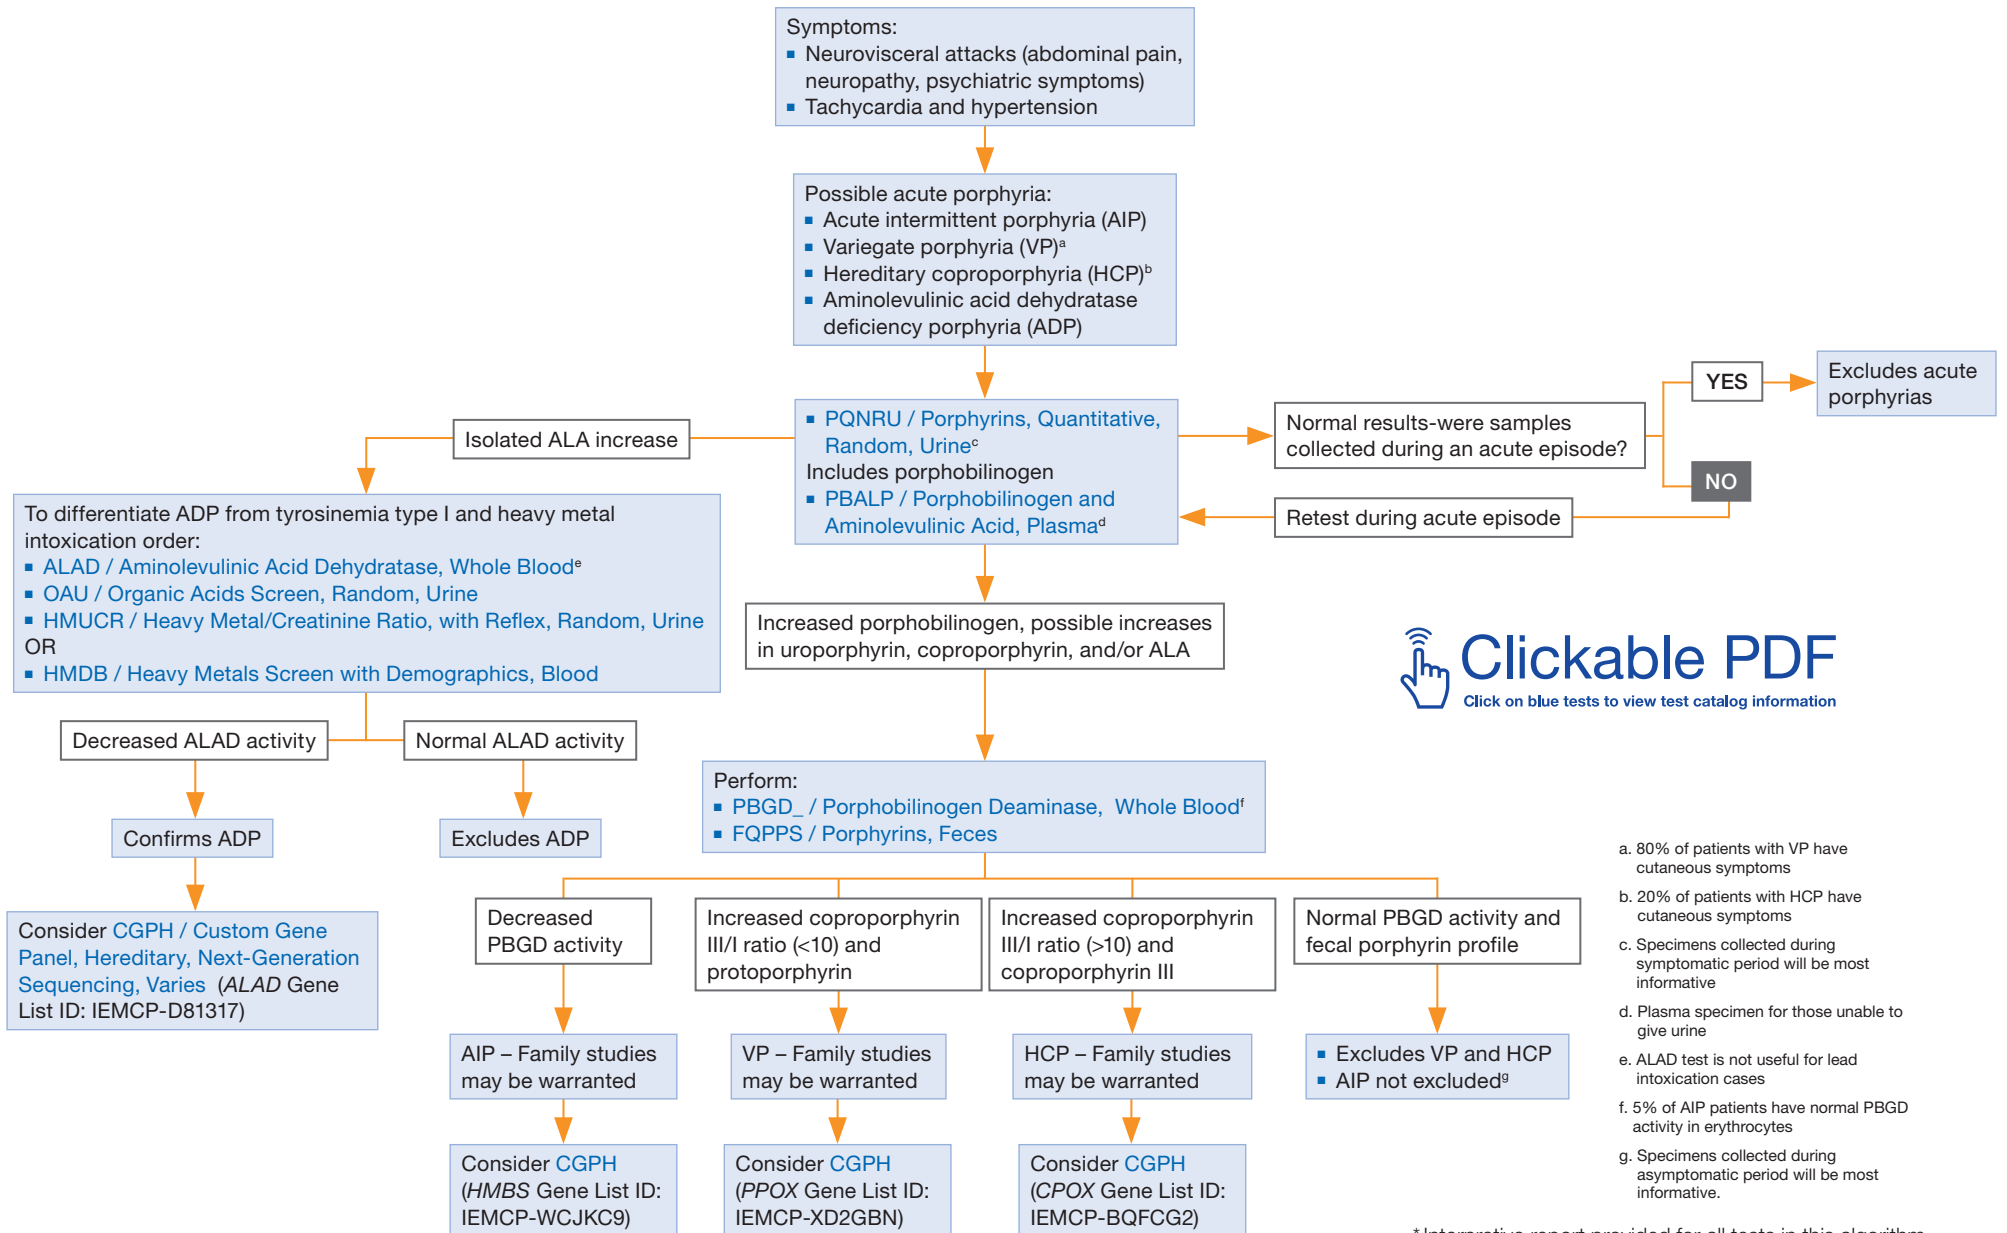 Symptoms:
▪ Neurovisceral attacks (abdominal pain,
neuropathy, psychiatric symptoms)
▪ Tachycardia and hypertension
Possible acute porphyria:
▪ Acute intermittent porphyria (AIP)
▪ Variegate porphyria (VP)ᵃ
▪ Hereditary coproporphyria (HCP)ᵇ
▪ Aminolevulinic acid dehydratase
deficiency porphyria (ADP)
Isolated ALA increase
▪ PQNRU / Porphyrins, Quantitative,
Random, Urineᶜ
Includes porphobilinogen
▪ PBALP / Porphobilinogen and
Aminolevulinic Acid, Plasmaᵈ
Normal results-were samples
collected during an acute episode?
YES
Excludes acute
porphyrias
NO
Retest during acute episode
To differentiate ADP from tyrosinemia type I and heavy metal
intoxication order:
▪ ALAD / Aminolevulinic Acid Dehydratase, Whole Bloodᵉ
▪ OAU / Organic Acids Screen, Random, Urine
▪ HMUCR / Heavy Metal/Creatinine Ratio, with Reflex, Random, Urine
OR
▪ HMDB / Heavy Metals Screen with Demographics, Blood
Increased porphobilinogen, possible increases
in uroporphyrin, coproporphyrin, and/or ALA
Clickable PDF
Click on blue tests to view test catalog information
Decreased ALAD activity
Normal ALAD activity
Confirms ADP
Excludes ADP
Consider CGPH / Custom Gene
Panel, Hereditary, Next-Generation
Sequencing, Varies (ALAD Gene
List ID: IEMCP-D81317)
Perform:
▪ PBGD_ / Porphobilinogen Deaminase, Whole Bloodᶠ
▪ FQPPS / Porphyrins, Feces
Decreased
PBGD activity
Increased coproporphyrin
III/I ratio (<10) and
protoporphyrin
Increased coproporphyrin
III/I ratio (>10) and
coproporphyrin III
Normal PBGD activity and
fecal porphyrin profile
AIP – Family studies
may be warranted
VP – Family studies
may be warranted
HCP – Family studies
may be warranted
▪ Excludes VP and HCP
▪ AIP not excludedᵍ
Consider CGPH
(HMBS Gene List ID:
IEMCP-WCJKC9)
Consider CGPH
(PPOX Gene List ID:
IEMCP-XD2GBN)
Consider CGPH
(CPOX Gene List ID:
IEMCP-BQFCG2)
a. 80% of patients with VP have
cutaneous symptoms
b. 20% of patients with HCP have
cutaneous symptoms
c. Specimens collected during
symptomatic period will be most
informative
d. Plasma specimen for those unable to
give urine
e. ALAD test is not useful for lead
intoxication cases
f. 5% of AIP patients have normal PBGD
activity in erythrocytes
g. Specimens collected during
asymptomatic period will be most
informative.
* Interpretive report provided for all tests in this algorithm